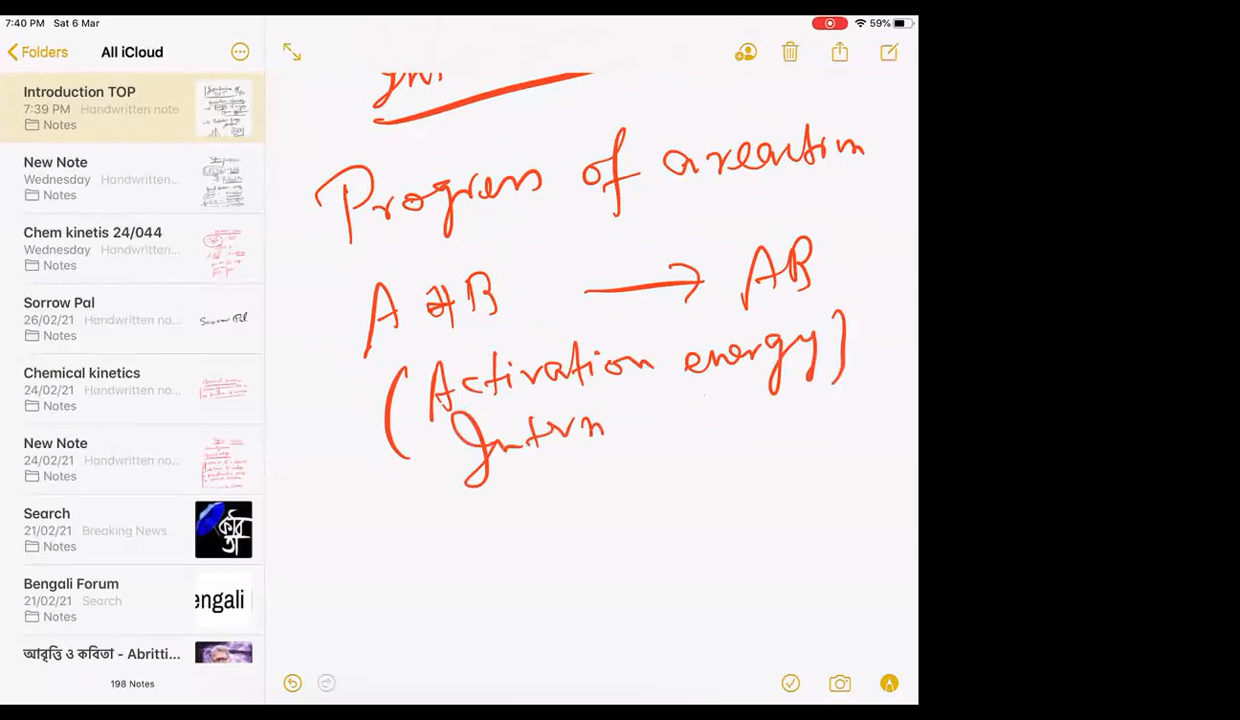 7:40 PM Sat 6 Mar
59%
Folders
All iCloud
Introduction TOP
7:39 PM Handwritten note
Notes
New Note
Wednesday Handwritten...
Notes
Chem kinetis 24/044
Wednesday Handwritten...
Notes
Sorrow Pal
26/02/21 Handwritten no...
Notes
Chemical kinetics
24/02/21 Handwritten no...
Notes
New Note
24/02/21 Handwritten no...
Notes
Search
21/02/21 Breaking News
Notes
কবি
তা
Bengali Forum
21/02/21 Search
Notes
engali
আবৃত্তি ও কবিতা - Abritti...
198 Notes
Progress of a reaction
A B → AB
(Activation energy)
Intern